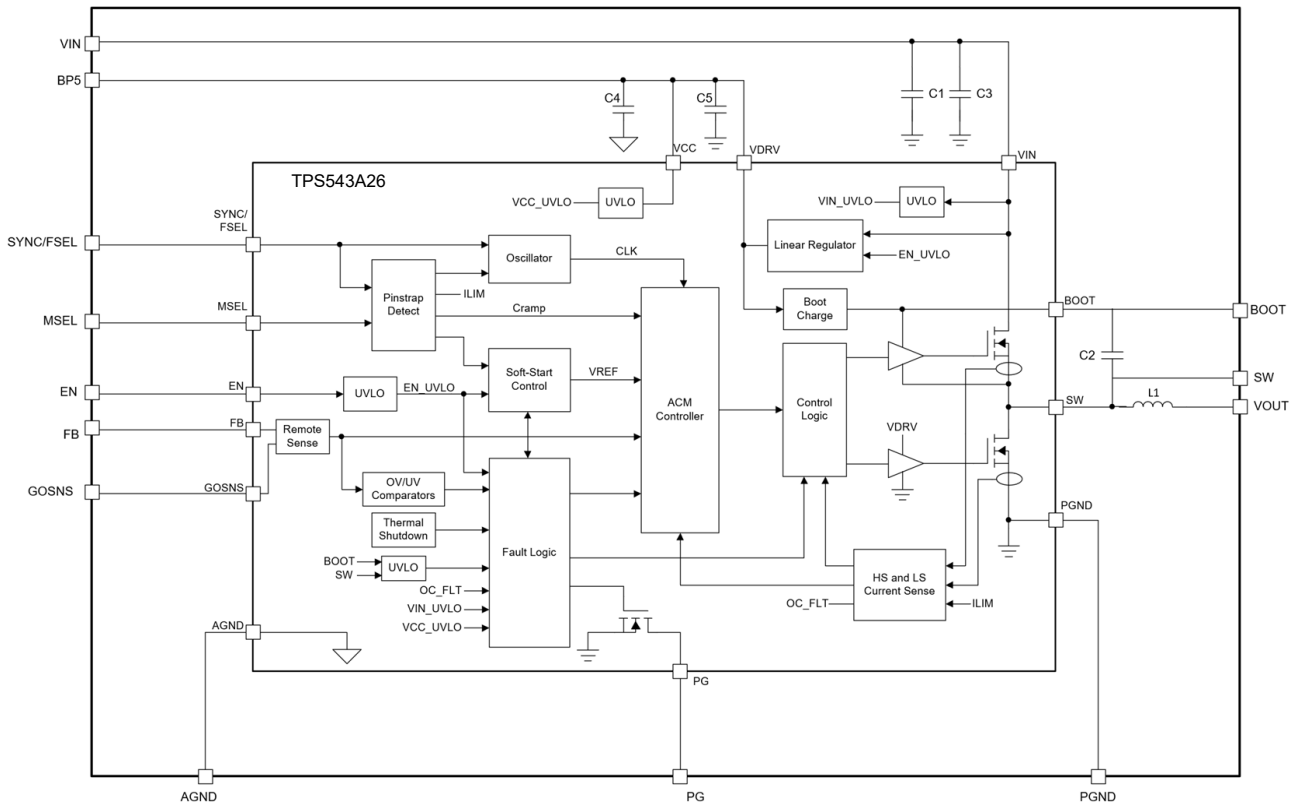 VIN
BP5
C4
C5
C1
C3
VCC
VDRV
VIN
TPS543A26
VCC_UVLO
UVLO
VIN_UVLO
UVLO
SYNC/
FSEL
SYNC/FSEL
Oscillator
CLK
Linear Regulator
EN_UVLO
Pinstrap
Detect
ILIM
Cramp
MSEL
MSEL
Boot
Charge
BOOT
BOOT
C2
Soft-Start
Control
VREF
EN
EN
UVLO
EN_UVLO
ACM
Controller
Control
Logic
SW
SW
L1
VOUT
FB
FB
Remote
Sense
VDRV
GOSNS
GOSNS
OV/UV
Comparators
Thermal
Shutdown
Fault Logic
BOOT
SW
UVLO
OC_FLT
VIN_UVLO
VCC_UVLO
HS and LS
Current Sense
OC_FLT
ILIM
PGND
AGND
PG
AGND
PG
PGND